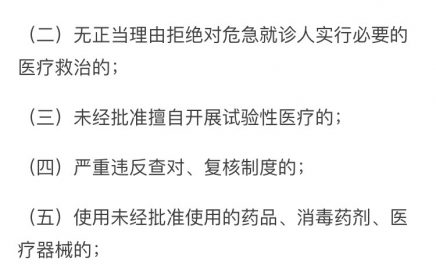 （二）无正当理由拒绝对危急就诊人实行必要的
医疗救治的；
（三）未经批准擅自开展试验性医疗的；
（四）严重违反查对、复核制度的；
（五）使用未经批准使用的药品、消毒药剂、医
疗器械的；